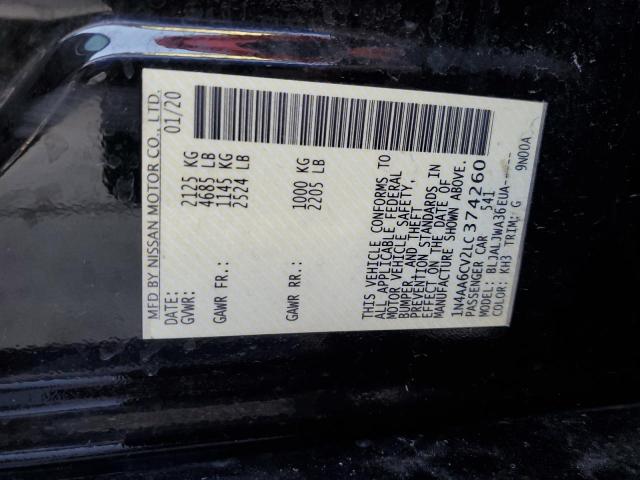 MFD BY NISSAN MOTOR CO., LTD.
DATE: 01/20
GVWR: 2125 KG
4685 LB
GAWR FR.: 1145 KG
2524 LB
GAWR RR.: 1000 KG
2205 LB
THIS VEHICLE CONFORMS TO
ALL APPLICABLE FEDERAL
MOTOR VEHICLE SAFETY,
BUMPER, AND THEFT
PREVENTION STANDARDS IN
EFFECT ON THE DATE OF
MANUFACTURE SHOWN ABOVE.
1N4AA6CV2LC374260
PASSENGER CAR 541
MODEL: BLJALJWA36EUA-
COLOR: KH3 TRIM: G 9N00A